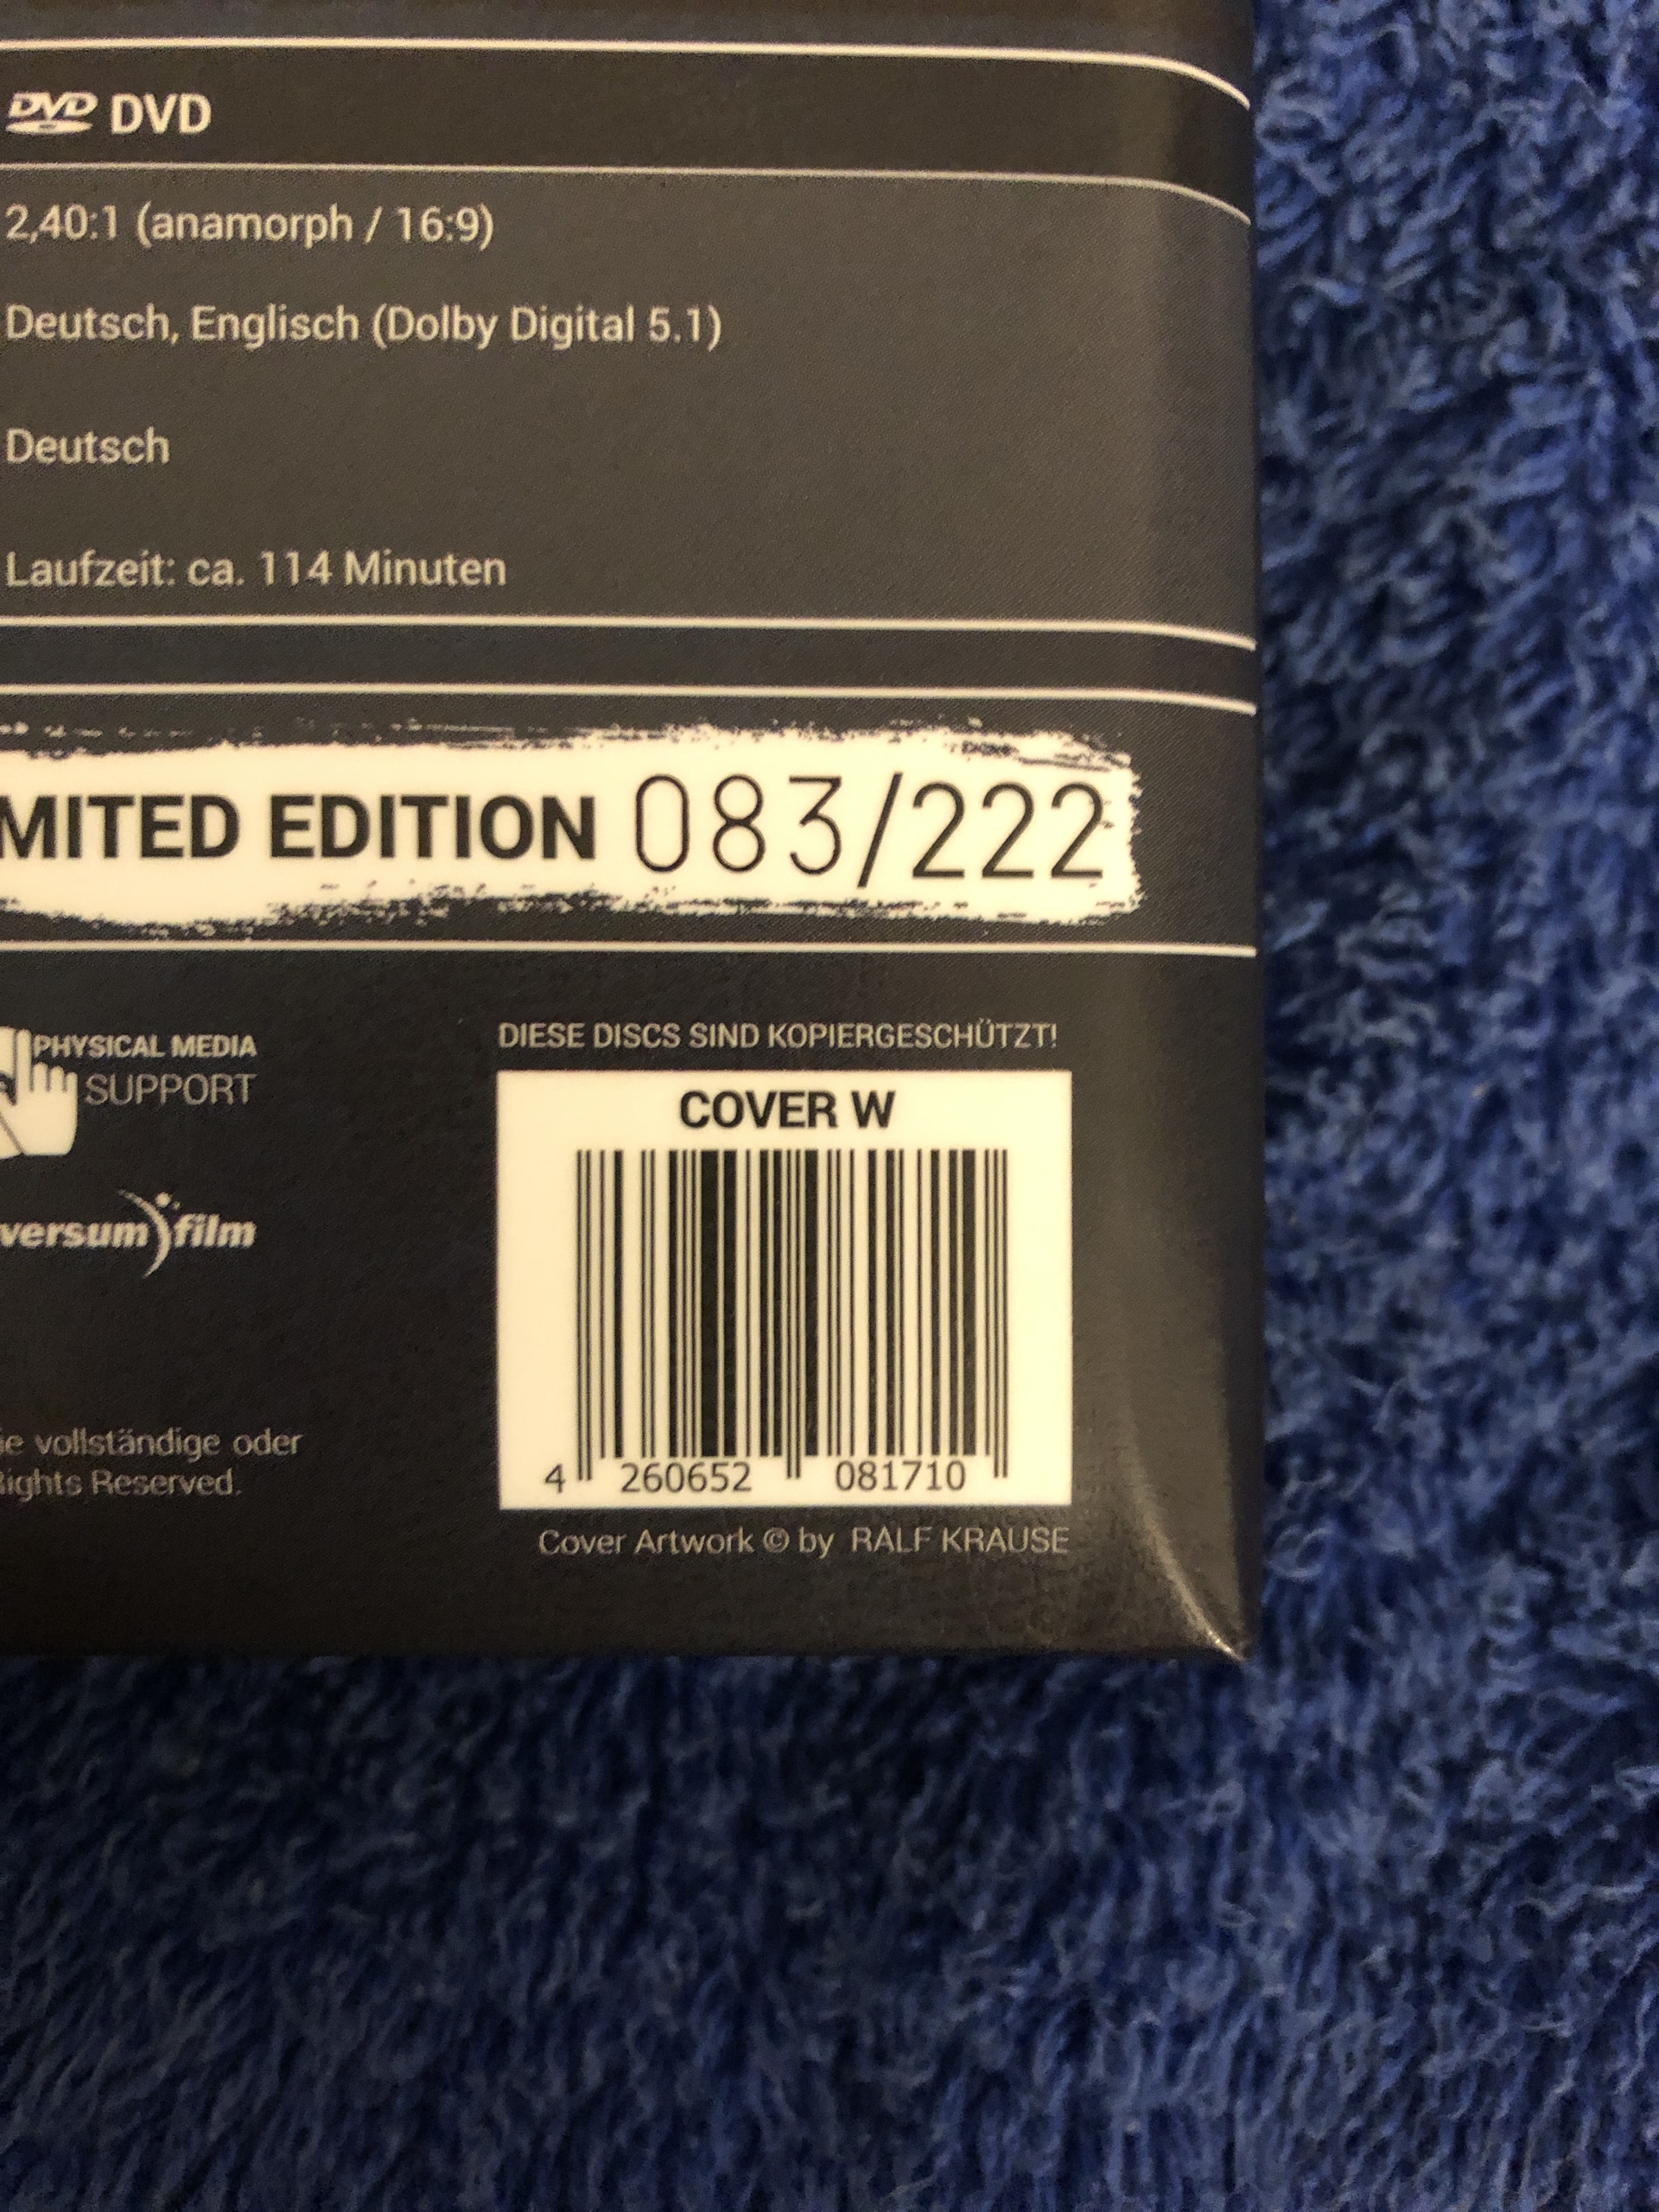 DVD DVD
2,40:1 (anamorph / 16:9)
Deutsch, Englisch (Dolby Digital 5.1)
Deutsch
Laufzeit: ca. 114 Minuten
MITED EDITION 083/222
PHYSICAL MEDIA
SUPPORT
DIESE DISCS SIND KOPIERGESCHÜTZT!
COVER W
versum film
ie vollständige oder
Rights Reserved.
4 260652 081710
Cover Artwork © by RALF KRAUSE